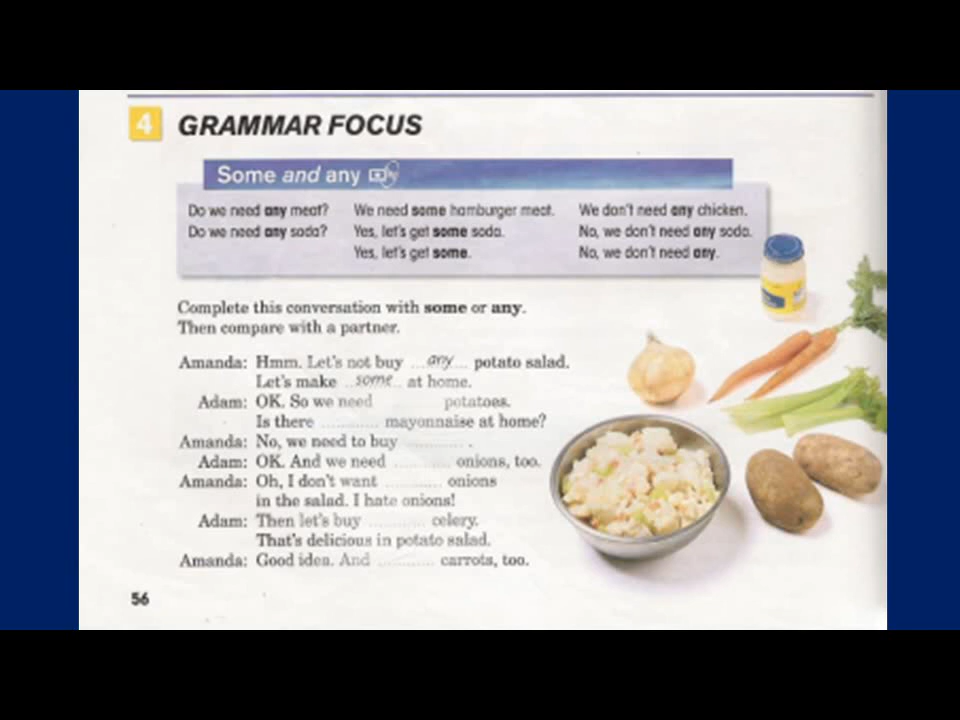 4 GRAMMAR FOCUS
Some and any
Do we need any meat? We need some hamburger meat. We don't need any chicken.
Do we need any soda? Yes, let's get some soda. No, we don't need any soda.
Yes, let's get some. No, we don't need any.
Complete this conversation with some or any.
Then compare with a partner.
Amanda: Hmm. Let's not buy ...any... potato salad.
Let's make ..some.. at home.
Adam: OK. So we need potatoes.
Is there ............ mayonnaise at home?
Amanda: No, we need to buy ............ .
Adam: OK. And we need ............ onions, too.
Amanda: Oh, I don't want ............ onions
in the salad. I hate onions!
Adam: Then let's buy ............ celery.
That's delicious in potato salad.
Amanda: Good idea. And ............ carrots, too.
56